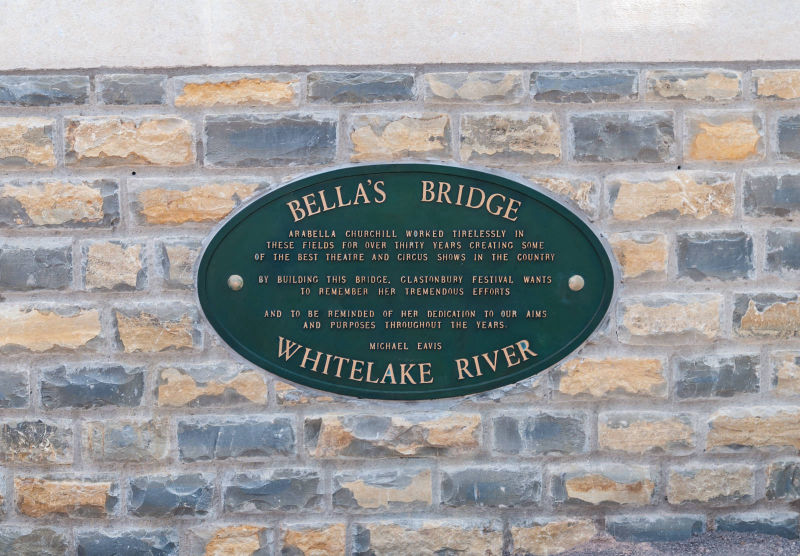 BELLA'S BRIDGE
ARABELLA CHURCHILL WORKED TIRELESSLY IN
THESE FIELDS FOR OVER THIRTY YEARS CREATING SOME
OF THE BEST THEATRE AND CIRCUS SHOWS IN THE COUNTRY
BY BUILDING THIS BRIDGE, GLASTONBURY FESTIVAL WANTS
TO REMEMBER HER TREMENDOUS EFFORTS
AND TO BE REMINDED OF HER DEDICATION TO OUR AIMS
AND PURPOSES THROUGHOUT THE YEARS.
MICHAEL EAVIS
WHITELAKE RIVER